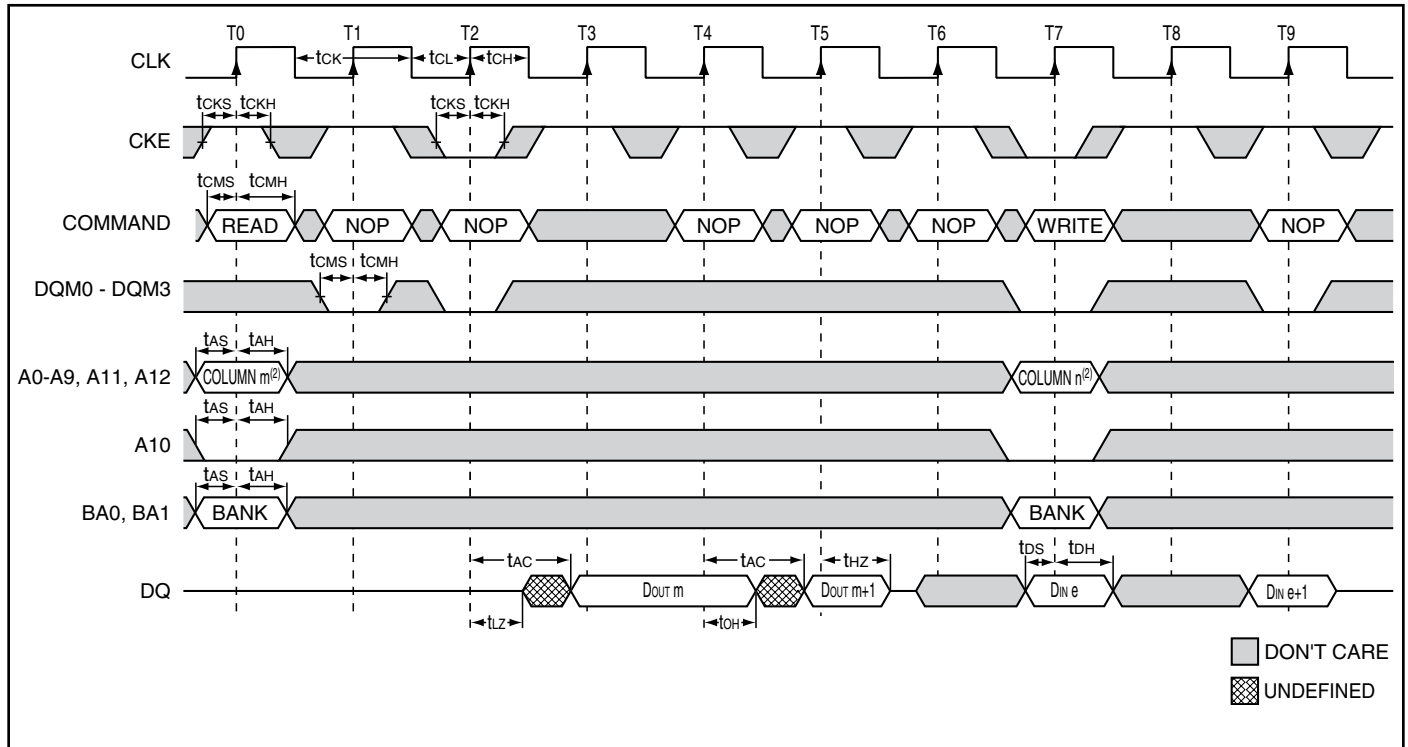 T0 T1 T2 T3 T4 T5 T6 T7 T8 T9
CLK tCK tCL tCH
tCKS tCKH tCKS tCKH
CKE
tCMS tCMH
COMMAND READ NOP NOP NOP NOP NOP WRITE NOP
tCMS tCMH
DQM0 - DQM3
tAS tAH
A0-A9, A11, A12 COLUMN m(2) COLUMN n(2)
tAS tAH
A10
tAS tAH
BA0, BA1 BANK BANK
tAC tAC tHZ tDS tDH
DQ DOUT m DOUT m+1 DIN e DIN e+1
tLZ tOH
DON'T CARE
UNDEFINED